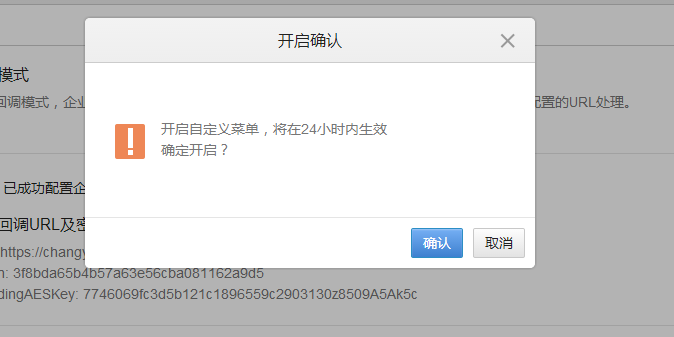 开启确认
模式
回调模式，企业
配置的URL处理。
开启自定义菜单，将在24小时内生效
确定开启？
已成功配置企
回调URL及密
确认 取消
https://changy
n: 3f8bda65b4b57a63e56cba081162a9d5
dingAESKey: 7746069fc3d5b121c1896559c2903130z8509A5Ak5c